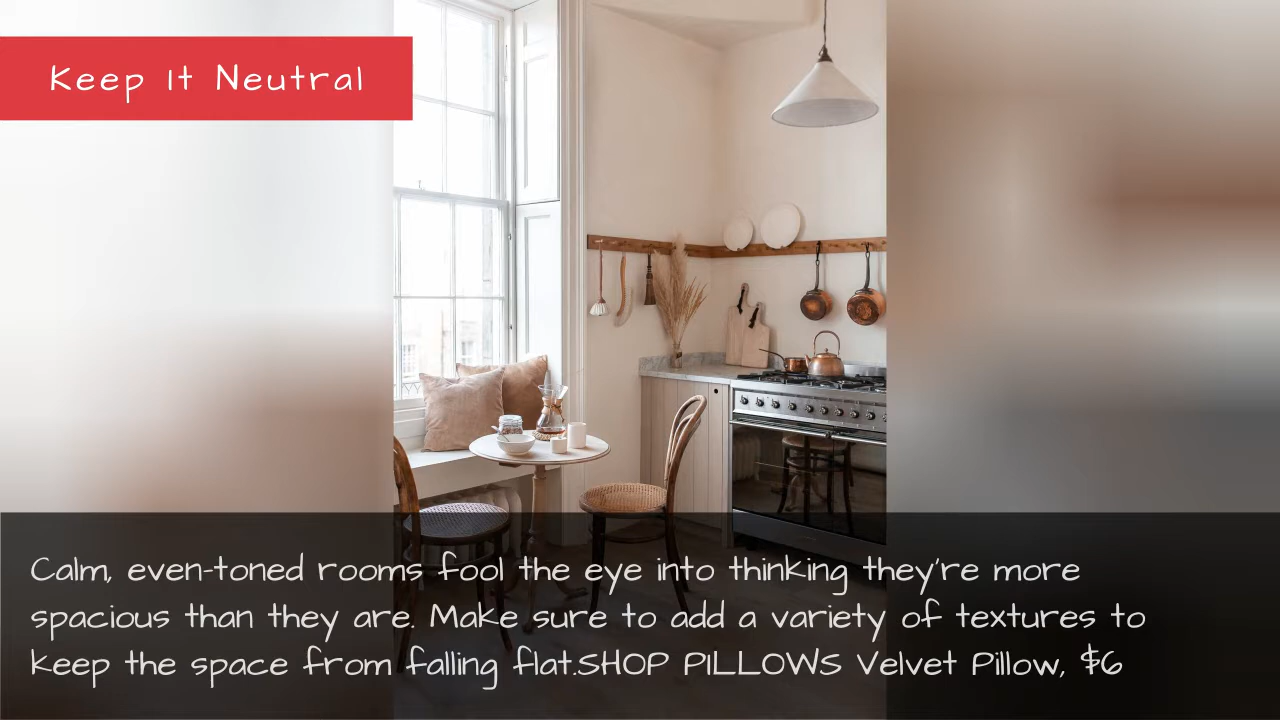 Keep It Neutral
Calm, even-toned rooms fool the eye into thinking they're more
spacious than they are. Make sure to add a variety of textures to
keep the space from falling flat.SHOP PILLOWS Velvet Pillow, $6